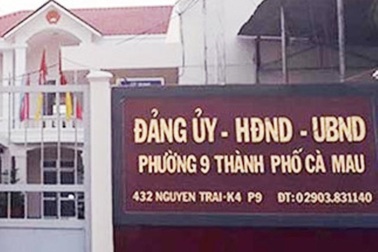 ĐẢNG ỦY - HĐND - UBND
PHƯỜNG 9 THÀNH PHỐ CÀ MAU
432 NGUYEN TRAI-K4 P9 ĐT: 02903.831140